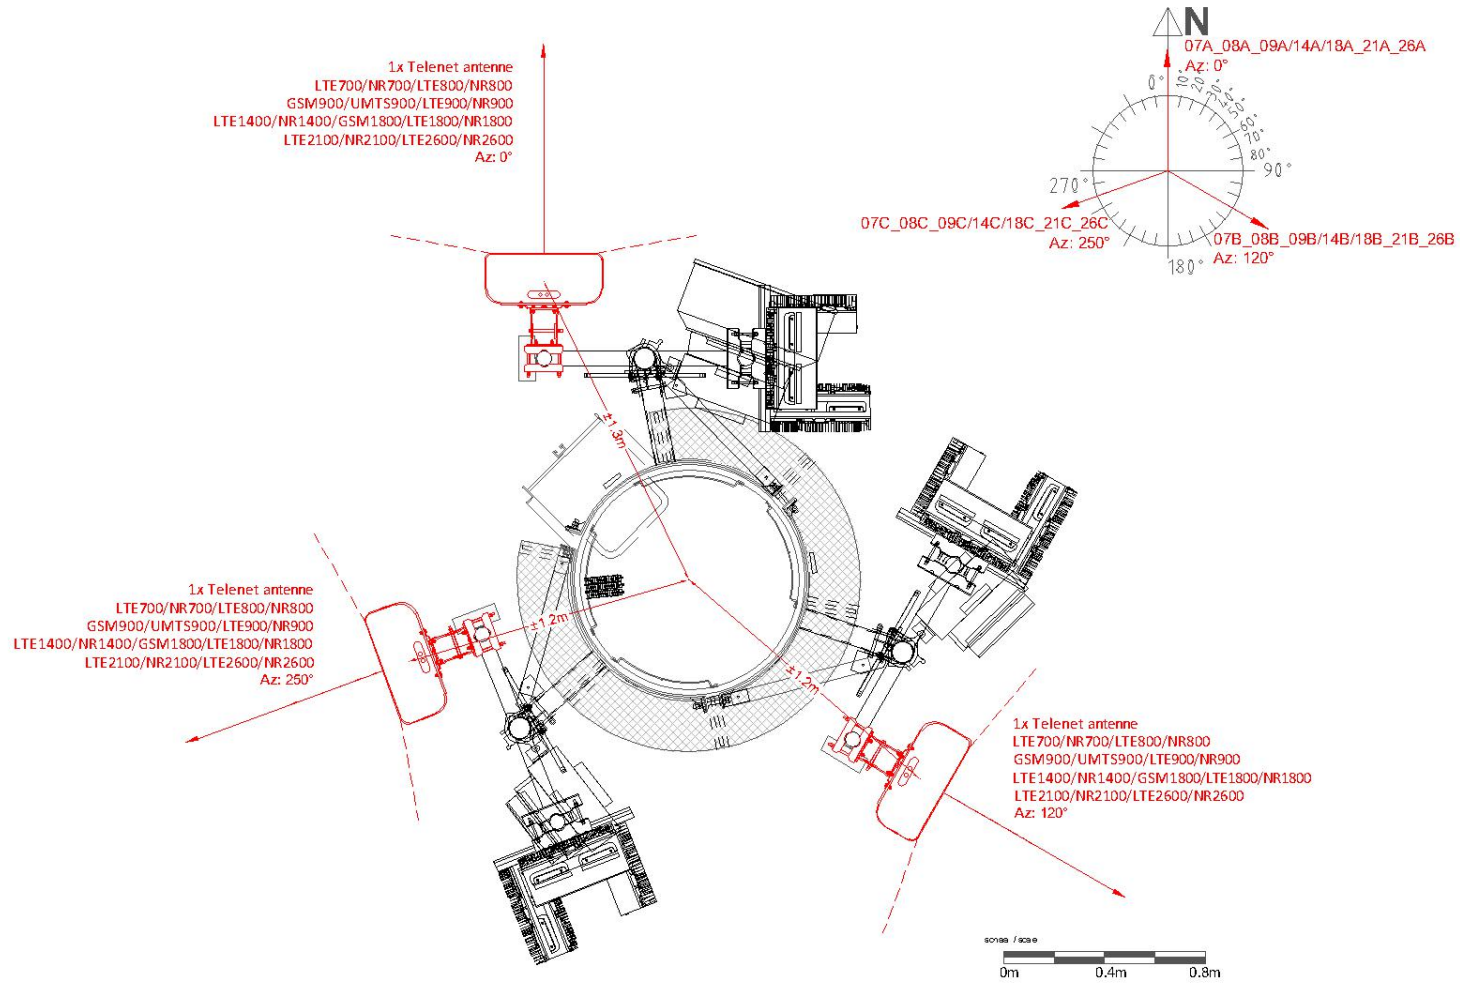 N
07A_08A_09A/14A/18A_21A_26A
Az: 0°
0°
10°
20°
30°
40°
50°
60°
70°
80°
90°
270°
180°
07C_08C_09C/14C/18C_21C_26C
Az: 250°
07B_08B_09B/14B/18B_21B_26B
Az: 120°
1x Telenet antenne
LTE700/NR700/LTE800/NR800
GSM900/UMTS900/LTE900/NR900
LTE1400/NR1400/GSM1800/LTE1800/NR1800
LTE2100/NR2100/LTE2600/NR2600
Az: 0°
±1.3m
1x Telenet antenne
LTE700/NR700/LTE800/NR800
GSM900/UMTS900/LTE900/NR900
LTE1400/NR1400/GSM1800/LTE1800/NR1800
LTE2100/NR2100/LTE2600/NR2600
Az: 250°
±1.2m
±1.2m
1x Telenet antenne
LTE700/NR700/LTE800/NR800
GSM900/UMTS900/LTE900/NR900
LTE1400/NR1400/GSM1800/LTE1800/NR1800
LTE2100/NR2100/LTE2600/NR2600
Az: 120°
0m 0.4m 0.8m